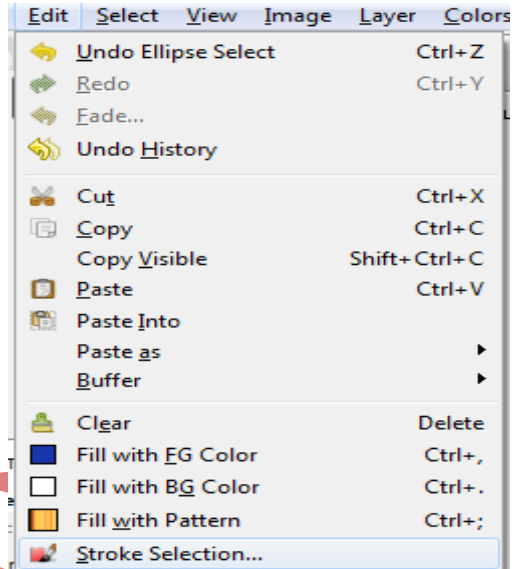 Edit Select View Image Layer Colors
Undo Ellipse Select Ctrl+Z
Redo Ctrl+Y
Fade...
Undo History
Cut Ctrl+X
Copy Ctrl+C
Copy Visible Shift+Ctrl+C
Paste Ctrl+V
Paste Into
Paste as
Buffer
Clear Delete
Fill with FG Color Ctrl+,
Fill with BG Color Ctrl+.
Fill with Pattern Ctrl+;
Stroke Selection...